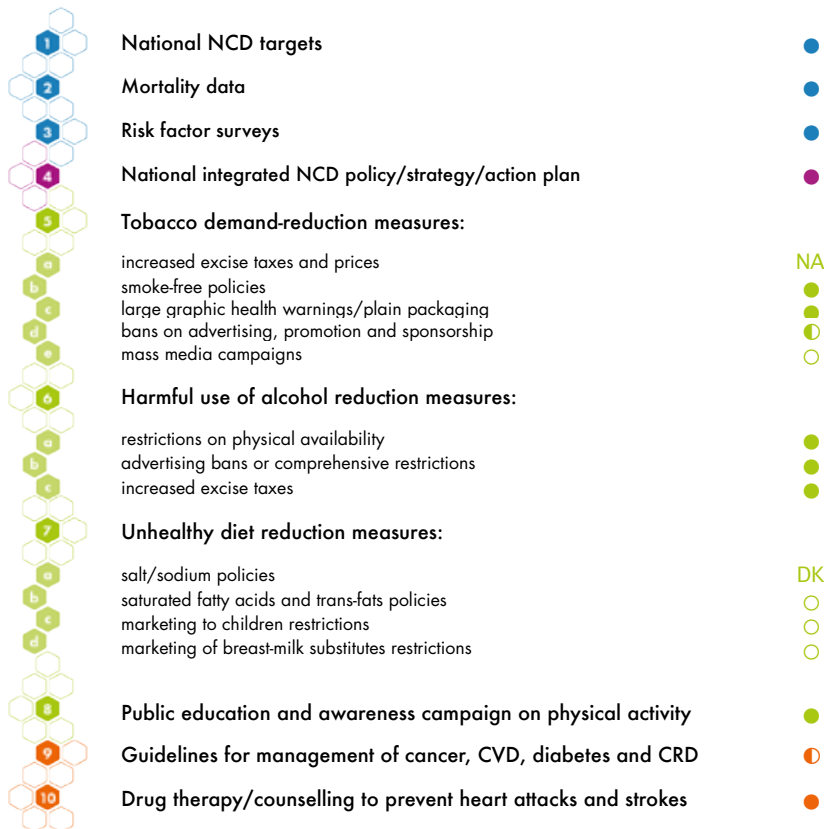 1 National NCD targets
2 Mortality data
3 Risk factor surveys
4 National integrated NCD policy/strategy/action plan
5 Tobacco demand-reduction measures:
a increased excise taxes and prices NA
b smoke-free policies
c large graphic health warnings/plain packaging
d bans on advertising, promotion and sponsorship
e mass media campaigns
6 Harmful use of alcohol reduction measures:
a restrictions on physical availability
b advertising bans or comprehensive restrictions
c increased excise taxes
7 Unhealthy diet reduction measures:
a salt/sodium policies DK
b saturated fatty acids and trans-fats policies
c marketing to children restrictions
d marketing of breast-milk substitutes restrictions
8 Public education and awareness campaign on physical activity
9 Guidelines for management of cancer, CVD, diabetes and CRD
10 Drug therapy/counselling to prevent heart attacks and strokes